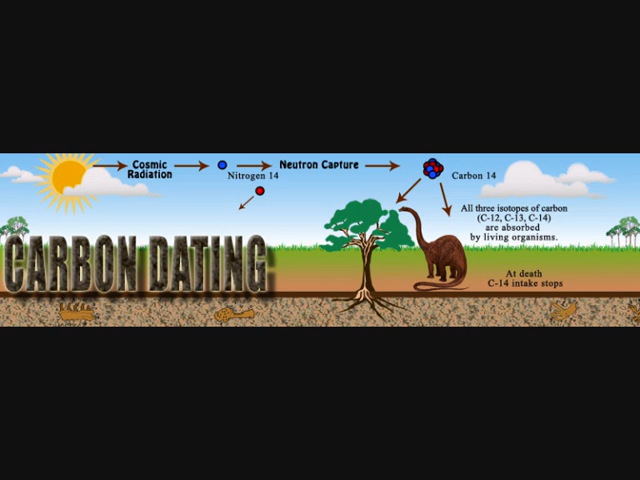 Cosmic
Radiation
Nitrogen 14
Neutron Capture
Carbon 14
All three isotopes of carbon
(C-12, C-13, C-14)
are absorbed
by living organisms.
CARBON DATING
At death
C-14 intake stops